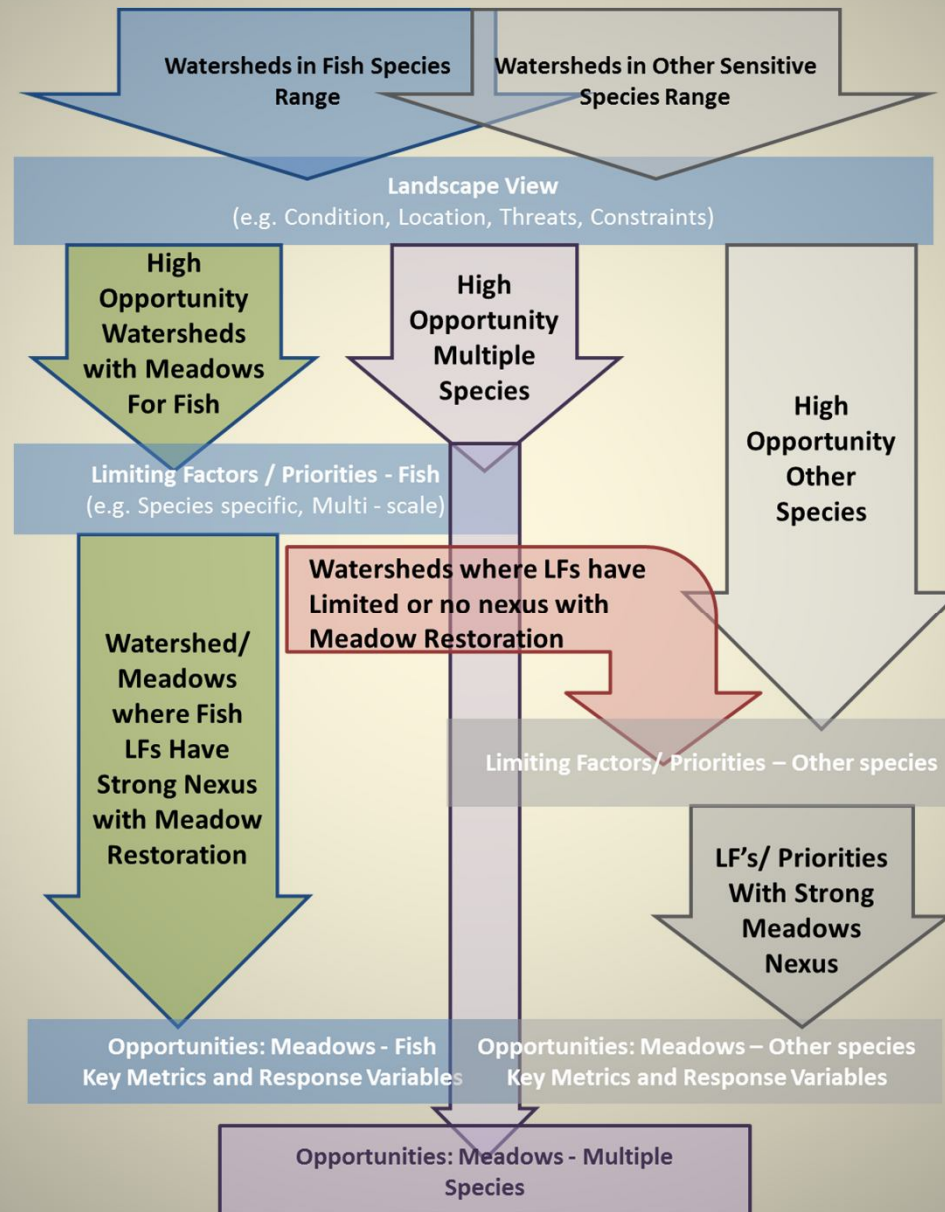 Watersheds in Fish Species
Range
Watersheds in Other Sensitive
Species Range
Landscape View
(e.g. Condition, Location, Threats, Constraints)
High
Opportunity
Watersheds
with Meadows
For Fish
High
Opportunity
Multiple
Species
High
Opportunity
Other
Species
Limiting Factors / Priorities - Fish
(e.g. Species specific, Multi - scale)
Watersheds where LFs have
Limited or no nexus with
Meadow Restoration
Watershed/
Meadows
where Fish
LFs Have
Strong Nexus
with Meadow
Restoration
Limiting Factors/ Priorities – Other species
LF's/ Priorities
With Strong
Meadows
Nexus
Opportunities: Meadows - Fish
Key Metrics and Response Variables
Opportunities: Meadows – Other species
Key Metrics and Response Variables
Opportunities: Meadows - Multiple
Species